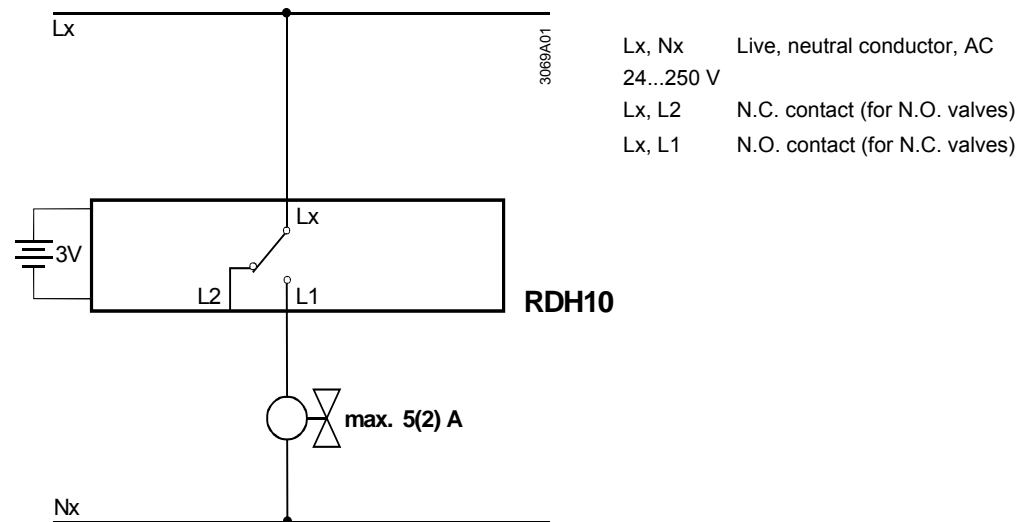 Lx
3069A01
Lx, Nx Live, neutral conductor, AC
24...250 V
Lx, L2 N.C. contact (for N.O. valves)
Lx, L1 N.O. contact (for N.C. valves)
Lx
3V
L2
L1
RDH10
max. 5(2) A
Nx